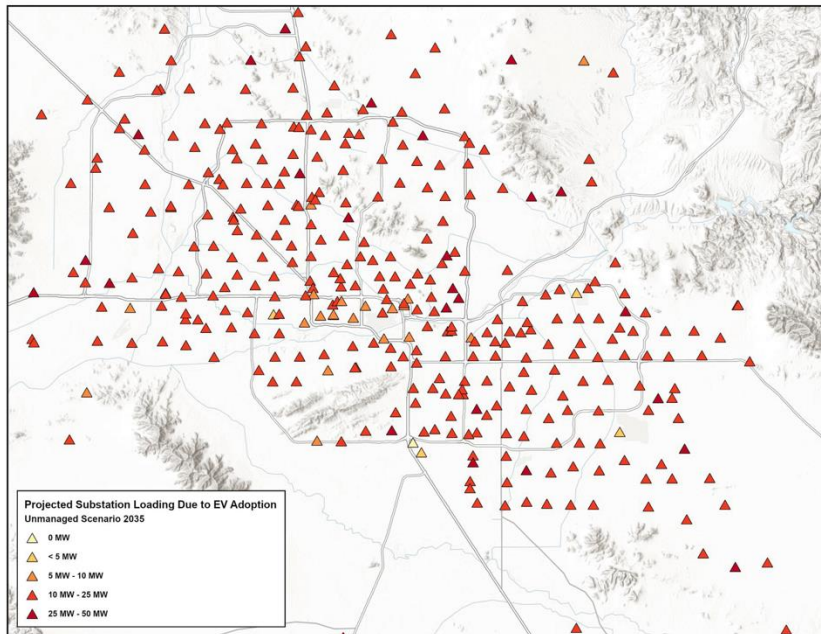 Projected Substation Loading Due to EV Adoption
Unmanaged Scenario 2035
0 MW
< 5 MW
5 MW - 10 MW
10 MW - 25 MW
25 MW - 50 MW